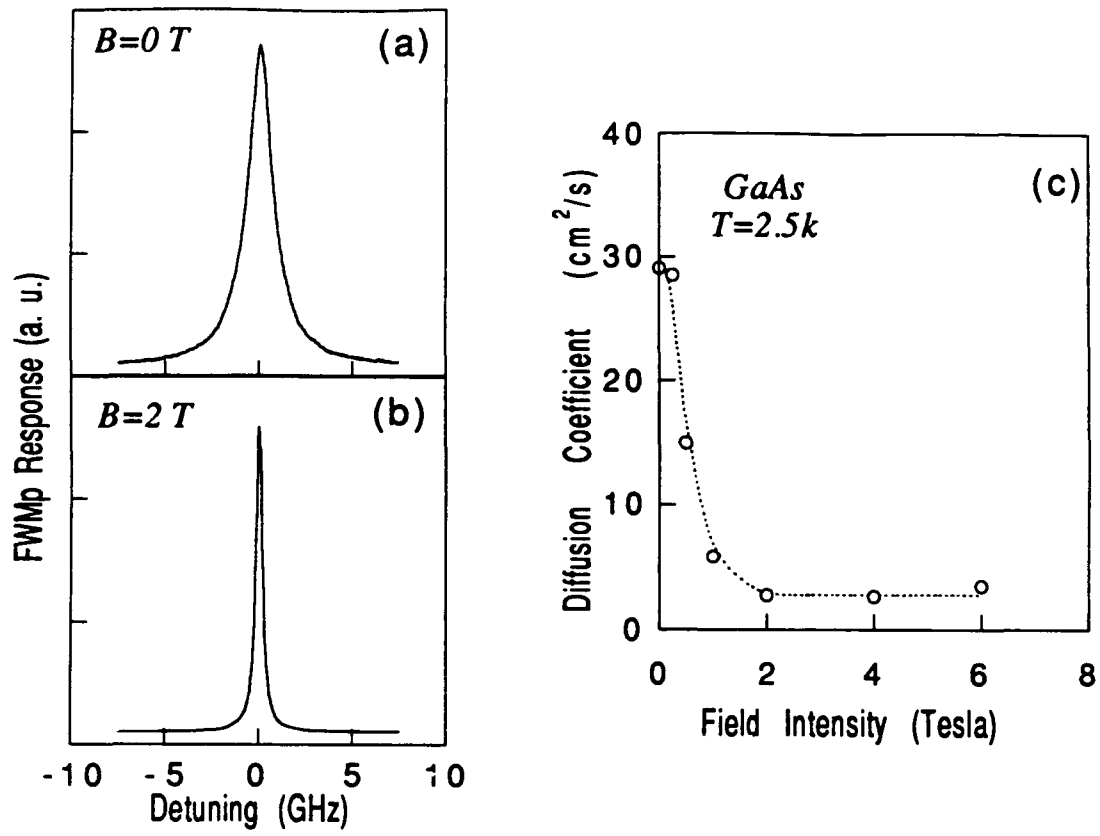 B=0 T
(a)
B=2 T
(b)
FWMp Response (a. u.)
-10 -5 0 5 10
Detuning (GHz)
40
30
20
10
0
Diffusion Coefficient (cm²/s)
GaAs
T=2.5k
(c)
0 2 4 6 8
Field Intensity (Tesla)